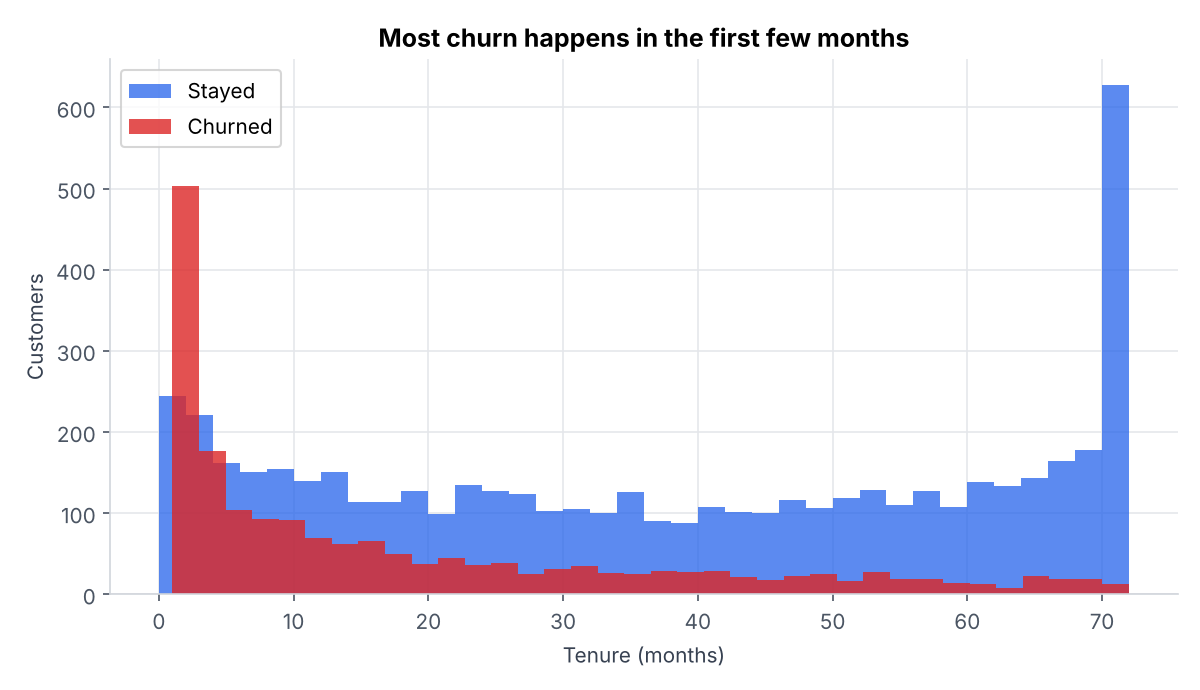 Most churn happens in the first few months
Stayed
Churned
600
500
400
300
200
100
0
Customers
0 10 20 30 40 50 60 70
Tenure (months)